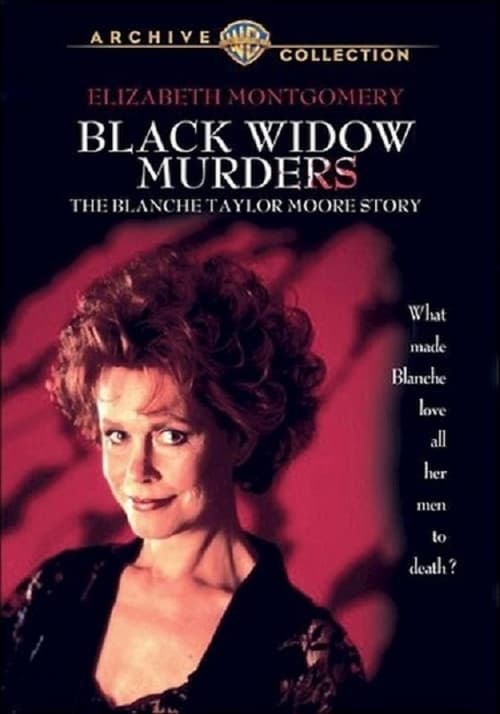 ARCHIVE WB COLLECTION
ELIZABETH MONTGOMERY
BLACK WIDOW
MURDERS
THE BLANCHE TAYLOR MOORE STORY
What
made
Blanche
love
all
her
men
to
death?